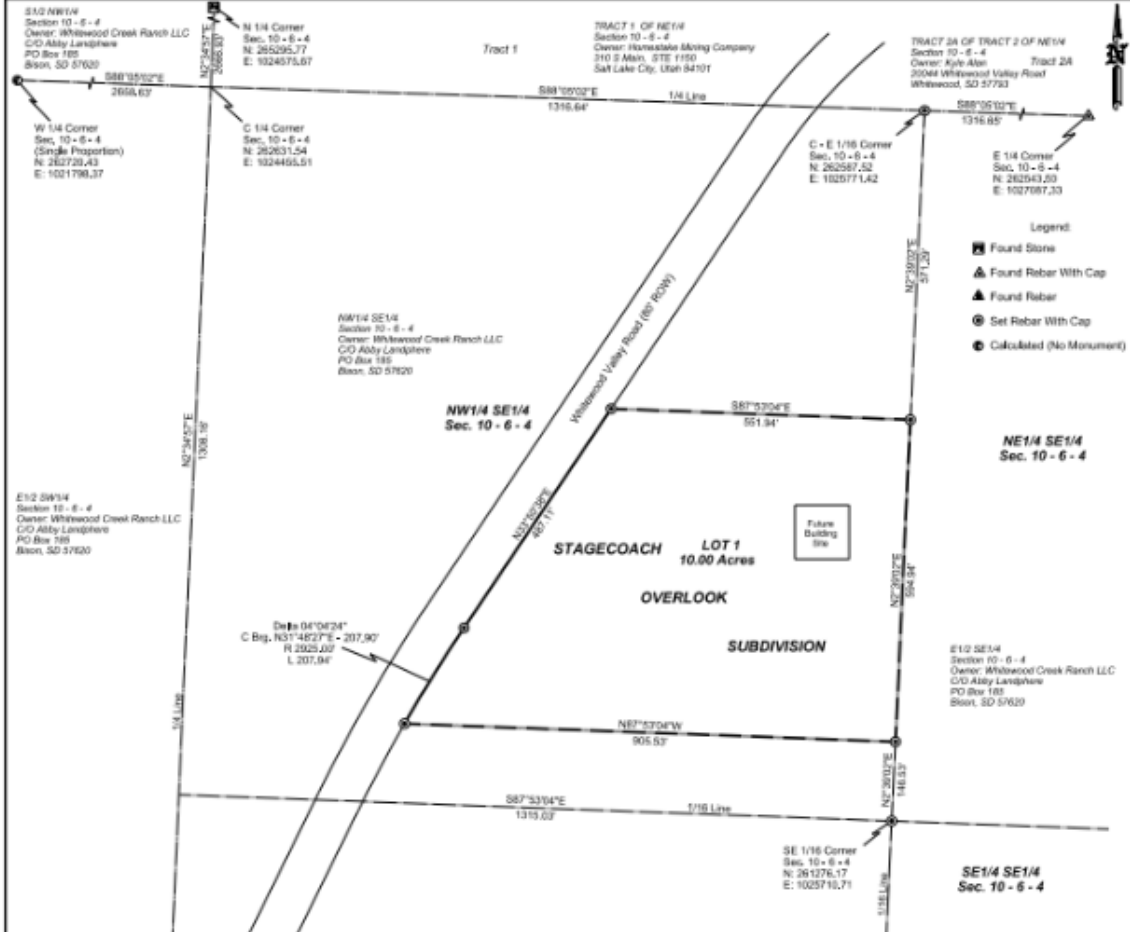 S1/2 NW1/4
Section 10 - 6 - 4
Owner: Whitewood Creek Ranch LLC
C/O Abby Landphere
PO Box 185
Bison, SD 57620
N2°34'57"E
N 1/4 Corner
Sec. 10 - 6 - 4
N: 265295.77
E: 1024575.67
Tract 1
TRACT 1 OF NE1/4
Section 10 - 6 - 4
Owner: Homestake Mining Company
310 S Main, STE 1150
Salt Lake City, Utah 84101
TRACT 2A OF TRACT 2 OF NE1/4
Section 10 - 6 - 4
Owner: Kyle Alan
20044 Whitewood Valley Road
Whitewood, SD 57793
Tract 2A
N
S88°05'02"E
2658.63'
S88°05'02"E
1316.64'
1/4 Line
S88°05'02"E
1316.65'
W 1/4 Corner
Sec. 10 - 6 - 4
(Single Proportion)
N: 262720.43
E: 1021798.37
C 1/4 Corner
Sec. 10 - 6 - 4
N: 262631.54
E: 1024455.51
C - E 1/16 Corner
Sec. 10 - 6 - 4
N: 262587.52
E: 1025771.42
E 1/4 Corner
Sec. 10 - 6 - 4
E: 1027087.33
Legend:
Found Stone
Found Rebar With Cap
Found Rebar
Set Rebar With Cap
Calculated (No Monument)
N2°39'02"E
571.29'
Whitewood Valley Road (80' ROW)
NW1/4 SE1/4
Section 10 - 6 - 4
Owner: Whitewood Creek Ranch LLC
C/O Abby Landphere
PO Box 185
Bison, SD 57620
NW1/4 SE1/4
Sec. 10 - 6 - 4
S87°53'04"E
551.94'
NE1/4 SE1/4
Sec. 10 - 6 - 4
N2°34'57"E
1308.16'
E1/2 SW1/4
Section 10 - 6 - 4
Owner: Whitewood Creek Ranch LLC
C/O Abby Landphere
PO Box 185
Bison, SD 57620
487.11'
STAGECOACH
LOT 1
10.00 Acres
Future
Building
Site
OVERLOOK
SUBDIVISION
N2°39'02"E
594.94'
Delta 04°04'24"
C Brg. N31°48'27"E - 207.90'
R 2925.00'
L 207.94'
E1/2 SE1/4
Section 10 - 6 - 4
Owner: Whitewood Creek Ranch LLC
C/O Abby Landphere
PO Box 185
Bison, SD 57620
1/4 Line
N87°53'04"W
905.53'
N2°39'02"E
146.93'
S87°53'04"E
1315.03'
1/16 Line
SE 1/16 Corner
Sec. 10 - 6 - 4
N: 261276.17
E: 1025710.71
1/16 Line
SE1/4 SE1/4
Sec. 10 - 6 - 4